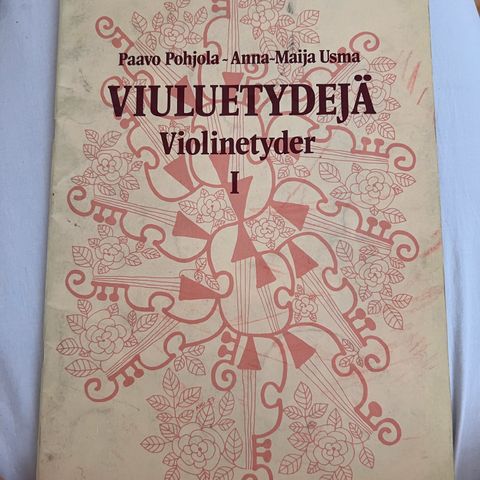 Paavo Pohjola - Anna-Maija Usma
VIULUETYDEJÄ
Violinetyder
I